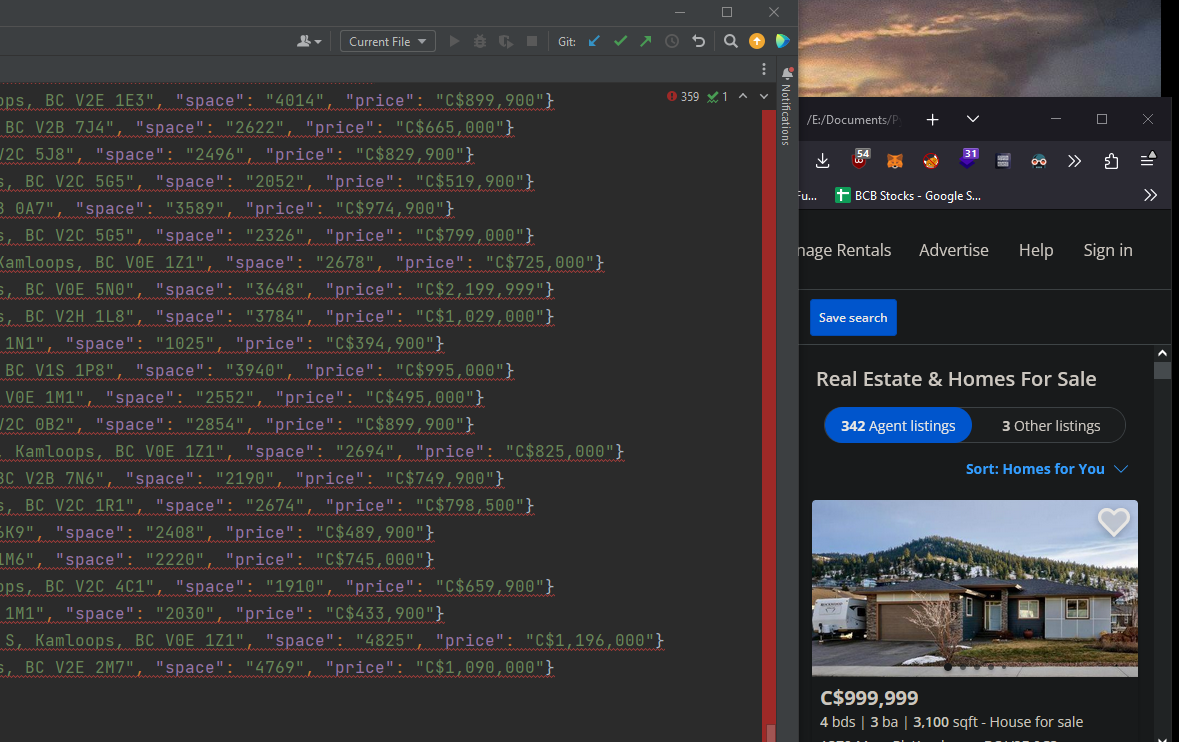 Current File
Git:
359
1
ops, BC V2E 1E3", "space": "4014", "price": "C$899,900"}
BC V2B 7J4", "space": "2622", "price": "C$665,000"}
V2C 5J8", "space": "2496", "price": "C$829,900"}
s, BC V2C 5G5", "space": "2052", "price": "C$519,900"}
B 0A7", "space": "3589", "price": "C$974,900"}
s, BC V2C 5G5", "space": "2326", "price": "C$799,000"}
Kamloops, BC V0E 1Z1", "space": "2678", "price": "C$725,000"}
s, BC V0E 5N0", "space": "3648", "price": "C$2,199,999"}
s, BC V2H 1L8", "space": "3784", "price": "C$1,029,000"}
1N1", "space": "1025", "price": "C$394,900"}
BC V1S 1P8", "space": "3940", "price": "C$995,000"}
V0E 1M1", "space": "2552", "price": "C$495,000"}
V2C 0B2", "space": "2854", "price": "C$899,900"}
, Kamloops, BC V0E 1Z1", "space": "2694", "price": "C$825,000"}
BC V2B 7N6", "space": "2190", "price": "C$749,900"}
s, BC V2C 1R1", "space": "2674", "price": "C$798,500"}
6K9", "space": "2408", "price": "C$489,900"}
1M6", "space": "2220", "price": "C$745,000"}
ops, BC V2C 4C1", "space": "1910", "price": "C$659,900"}
1M1", "space": "2030", "price": "C$433,900"}
S, Kamloops, BC V0E 1Z1", "space": "4825", "price": "C$1,196,000"}
s, BC V2E 2M7", "space": "4769", "price": "C$1,090,000"}
Notifications
/E:/Documents/P
54
31
Fu...
BCB Stocks - Google S...
nage Rentals Advertise Help Sign in
Save search
Real Estate & Homes For Sale
342 Agent listings
3 Other listings
Sort: Homes for You
C$999,999
4 bds | 3 ba | 3,100 sqft - House for sale